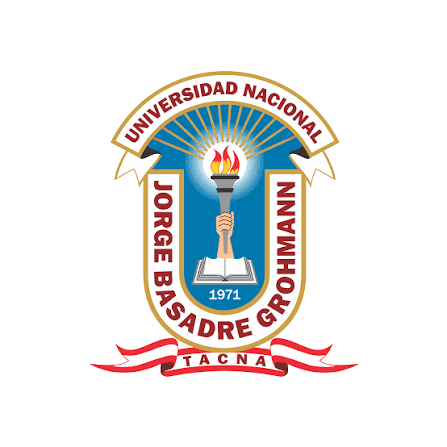 UNIVERSIDAD NACIONAL
JORGE BASADRE GROHMANN
1971
TACNA